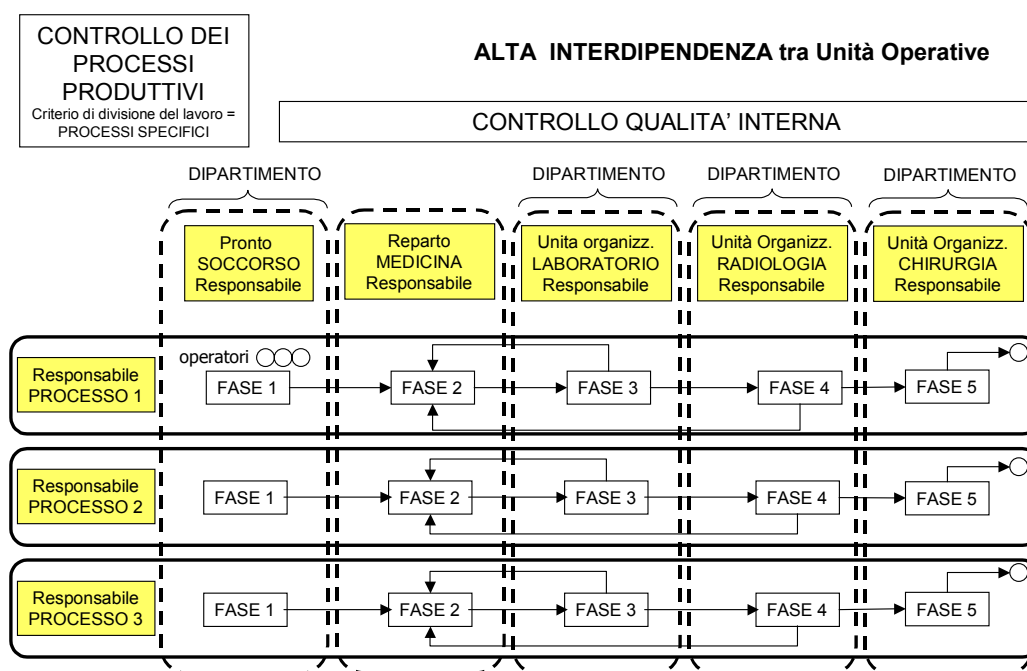 CONTROLLO DEI
PROCESSI
PRODUTTIVI
Criterio di divisione del lavoro =
PROCESSI SPECIFICI
ALTA INTERDIPENDENZA tra Unità Operative
CONTROLLO QUALITA' INTERNA
DIPARTIMENTO
DIPARTIMENTO
DIPARTIMENTO
DIPARTIMENTO
Pronto
SOCCORSO
Responsabile
Reparto
MEDICINA
Responsabile
Unita organizz.
LABORATORIO
Responsabile
Unità Organizz.
RADIOLOGIA
Responsabile
Unità Organizz.
CHIRURGIA
Responsabile
Responsabile
PROCESSO 1
operatori
FASE 1
FASE 2
FASE 3
FASE 4
FASE 5
Responsabile
PROCESSO 2
FASE 1
FASE 2
FASE 3
FASE 4
FASE 5
Responsabile
PROCESSO 3
FASE 1
FASE 2
FASE 3
FASE 4
FASE 5